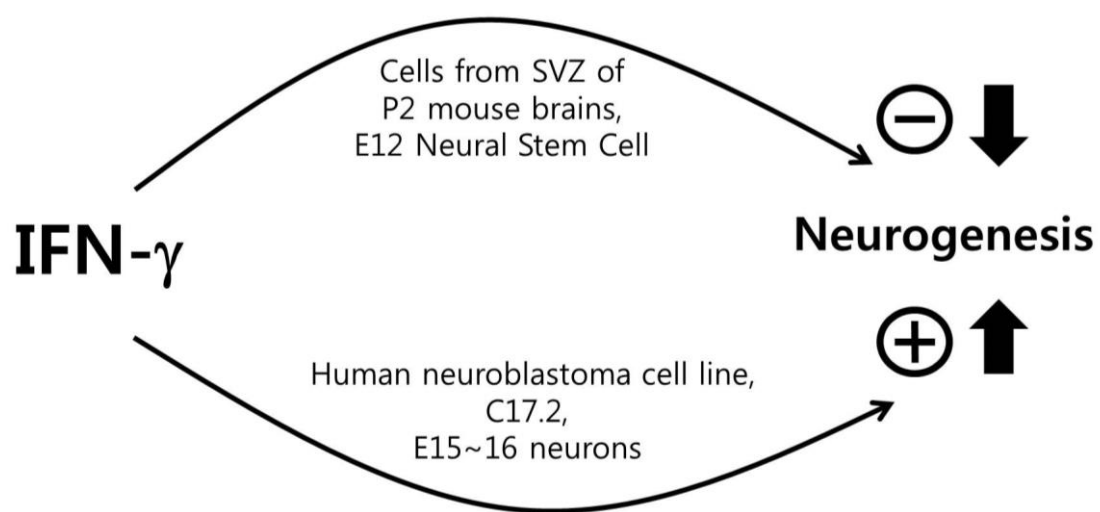 Cells from SVZ of
P2 mouse brains,
E12 Neural Stem Cell
IFN-γ
Neurogenesis
Human neuroblastoma cell line,
C17.2,
E15~16 neurons